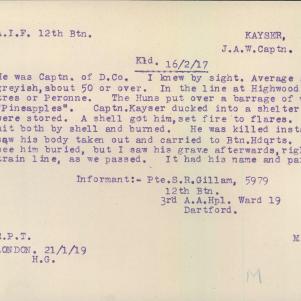 A.I.F. 12th Btn.
KAYSER,
J.A.W.Captn.
Kld. 16/2/17
He was Captn. of D.Co. I knew by sight. Average
greyish, about 50 or over. In the line at Highwood
tres or Peronne. The Huns put over a barrage of
"Pineapples". Captn.Kayser ducked into a shelter
were stored. A shell got him, set fire to flares.
hit both by shell and burned. He was killed inst
saw his body taken out and carried to Btn.Hdqrts.
see him buried, but I saw his grave afterwards, righ
train line, as we passed. It had his name and
Informant:- Pte.S.R.Gillam, 5979
12th Btn.
3rd A.A.Hpl. Ward 19
Dartford.
R.P.T.
M
LONDON. 21/1/19
H.G.
M